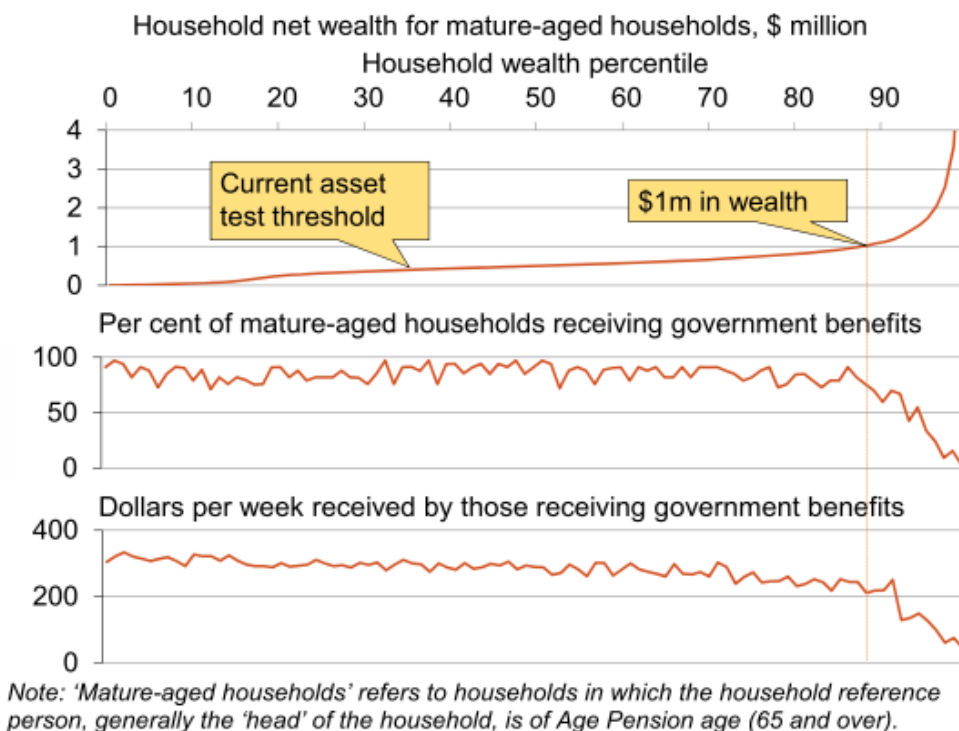 Household net wealth for mature-aged households, $ million
Household wealth percentile
0 10 20 30 40 50 60 70 80 90
4
3
2
1
0
Current asset
test threshold
$1m in wealth
Per cent of mature-aged households receiving government benefits
100
50
0
Dollars per week received by those receiving government benefits
400
200
0
Note: ‘Mature-aged households’ refers to households in which the household reference
person, generally the ‘head’ of the household, is of Age Pension age (65 and over).